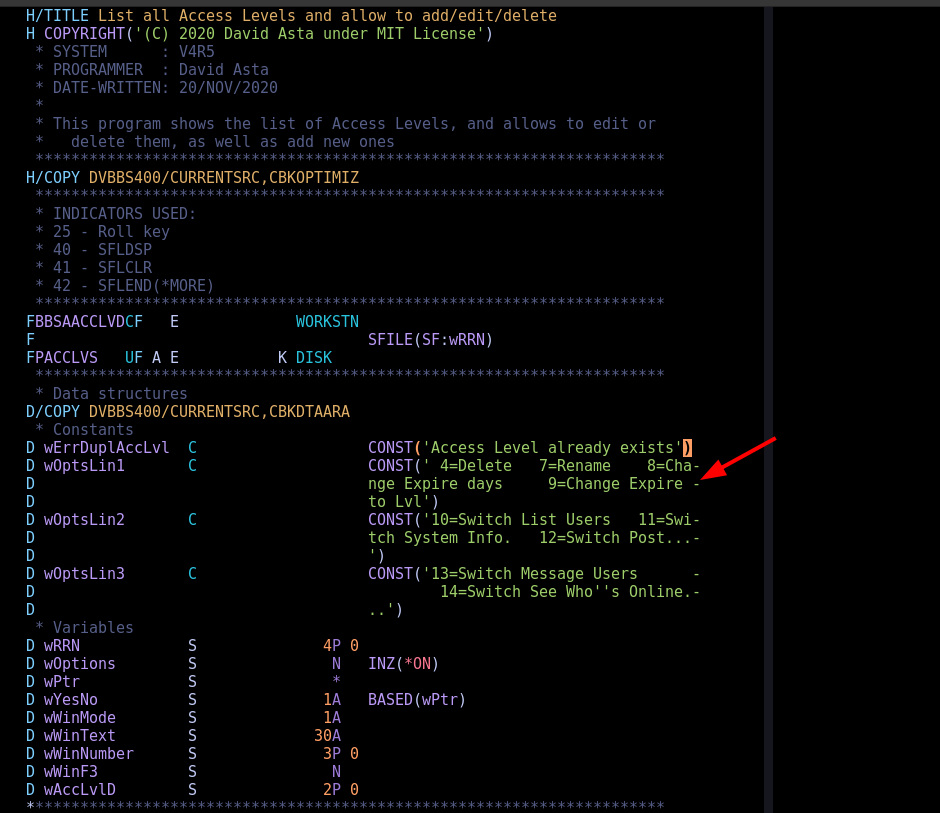 H/TITLE List all Access Levels and allow to add/edit/delete
H COPYRIGHT('(C) 2020 David Asta under MIT License')
 * SYSTEM      : V4R5
 * PROGRAMMER  : David Asta
 * DATE-WRITTEN: 20/NOV/2020
 *
 * This program shows the list of Access Levels, and allows to edit or
 *   delete them, as well as add new ones
 **********************************************************************
H/COPY DVBBS400/CURRENTSRC,CBKOPTIMIZ
 **********************************************************************
 * INDICATORS USED:
 * 25 - Roll key
 * 40 - SFLDSP
 * 41 - SFLCLR
 * 42 - SFLEND(*MORE)
 **********************************************************************
FBBSAACCLVDCF   E             WORKSTN
F                                     SFILE(SF:wRRN)
FPACCLVS   UF A E           K DISK
 **********************************************************************
 * Data structures
D/COPY DVBBS400/CURRENTSRC,CBKDTAARA
 * Constants
D wErrDuplAccLvl  C                   CONST('Access Level already exists')
D wOptsLin1       C                   CONST(' 4=Delete   7=Rename    8=Cha-
D                                     nge Expire days     9=Change Expire -
D                                     to Lvl')
D wOptsLin2       C                   CONST('10=Switch List Users   11=Swi-
D                                     tch System Info.   12=Switch Post...-
D                                     ')
D wOptsLin3       C                   CONST('13=Switch Message Users      -
D                                             14=Switch See Who''s Online.-
D                                     ..')
 * Variables
D wRRN            S              4P 0
D wOptions        S               N   INZ(*ON)
D wPtr            S               *
D wYesNo          S              1A   BASED(wPtr)
D wWinMode        S              1A
D wWinText        S             30A
D wWinNumber      S              3P 0
D wWinF3          S               N
D wAccLvlD        S              2P 0
***********************************************************************